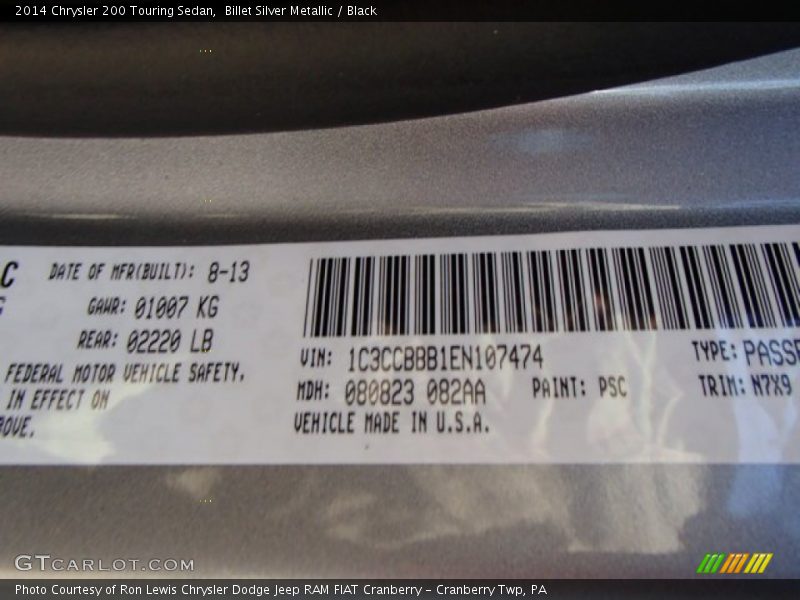 2014 Chrysler 200 Touring Sedan,  Billet Silver Metallic / Black
C DATE OF MFR(BUILT): 8-13
GAWR: 01007 KG
REAR: 02220 LB
FEDERAL MOTOR VEHICLE SAFETY,
IN EFFECT ON
VIN: 1C3CCBBB1EN107474 TYPE: PASSE
MDH: 080823 082AA PAINT: PSC TRIM: N7X9
VEHICLE MADE IN U.S.A.
GTCARLOT.COM
Photo Courtesy of Ron Lewis Chrysler Dodge Jeep RAM FIAT Cranberry - Cranberry Twp, PA